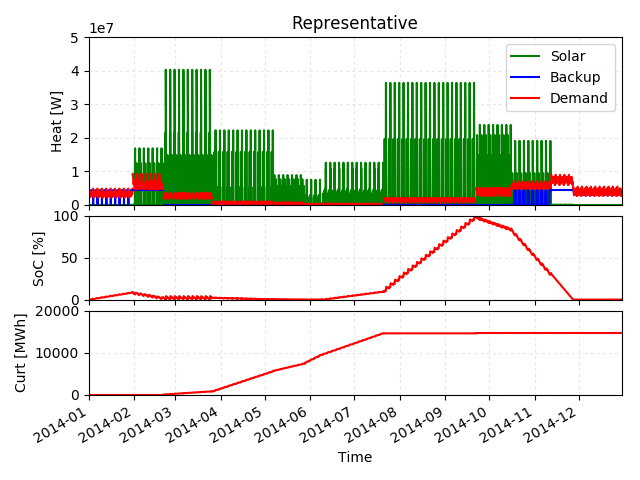 Representative
1e7
5
4
3
2
1
0
Heat [W]
Solar
Backup
Demand
100
50
0
SoC [%]
20000
10000
0
Curt [MWh]
2014-01
2014-02
2014-03
2014-04
2014-05
2014-06
2014-07
2014-08
2014-09
2014-10
2014-11
2014-12
Time